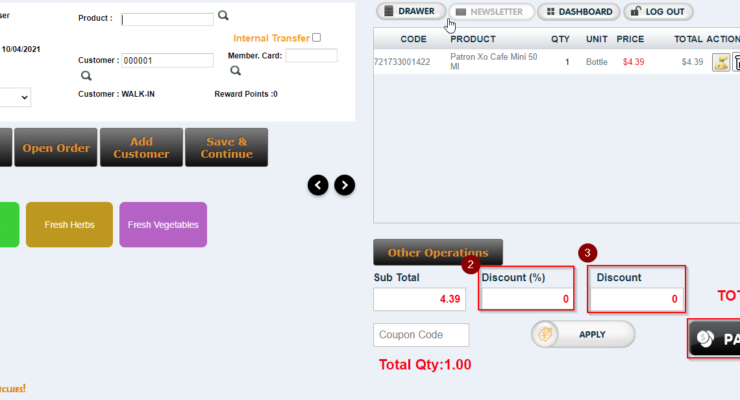 ser
Product :
DRAWER
NEWSLETTER
DASHBOARD
LOG OUT
Internal Transfer
10/04/2021
CODE PRODUCT QTY UNIT PRICE TOTAL ACTION
Customer : 000001
Member. Card:
721733001422 Patron Xo Cafe Mini 50 Ml 1 Bottle $4.39 $4.39
Customer : WALK-IN
Reward Points :0
Open Order
Add Customer
Save & Continue
Fresh Herbs
Fresh Vegetables
Other Operations
2
3
Sub Total
Discount (%)
Discount
4.39
0
0
TOT
Coupon Code
APPLY
PA
Total Qty:1.00